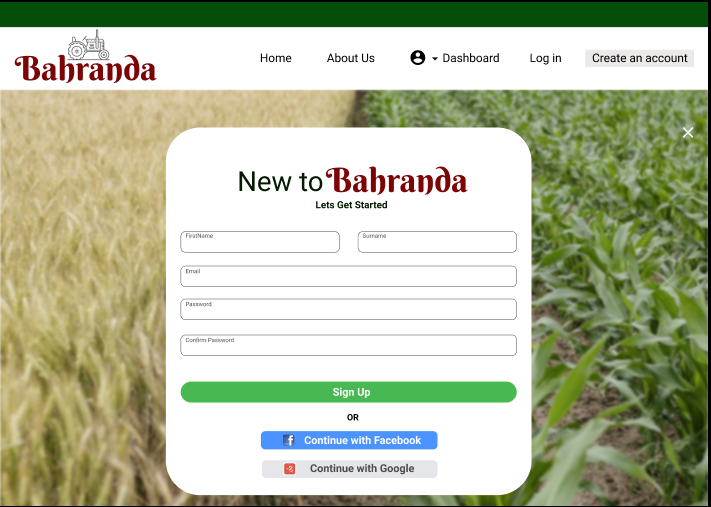 Bahranda
Home About Us Dashboard Log in Create an account
New to Bahranda
Lets Get Started
FirstName Surname
Email
Password
Confirm Password
Sign Up
OR
Continue with Facebook
Continue with Google